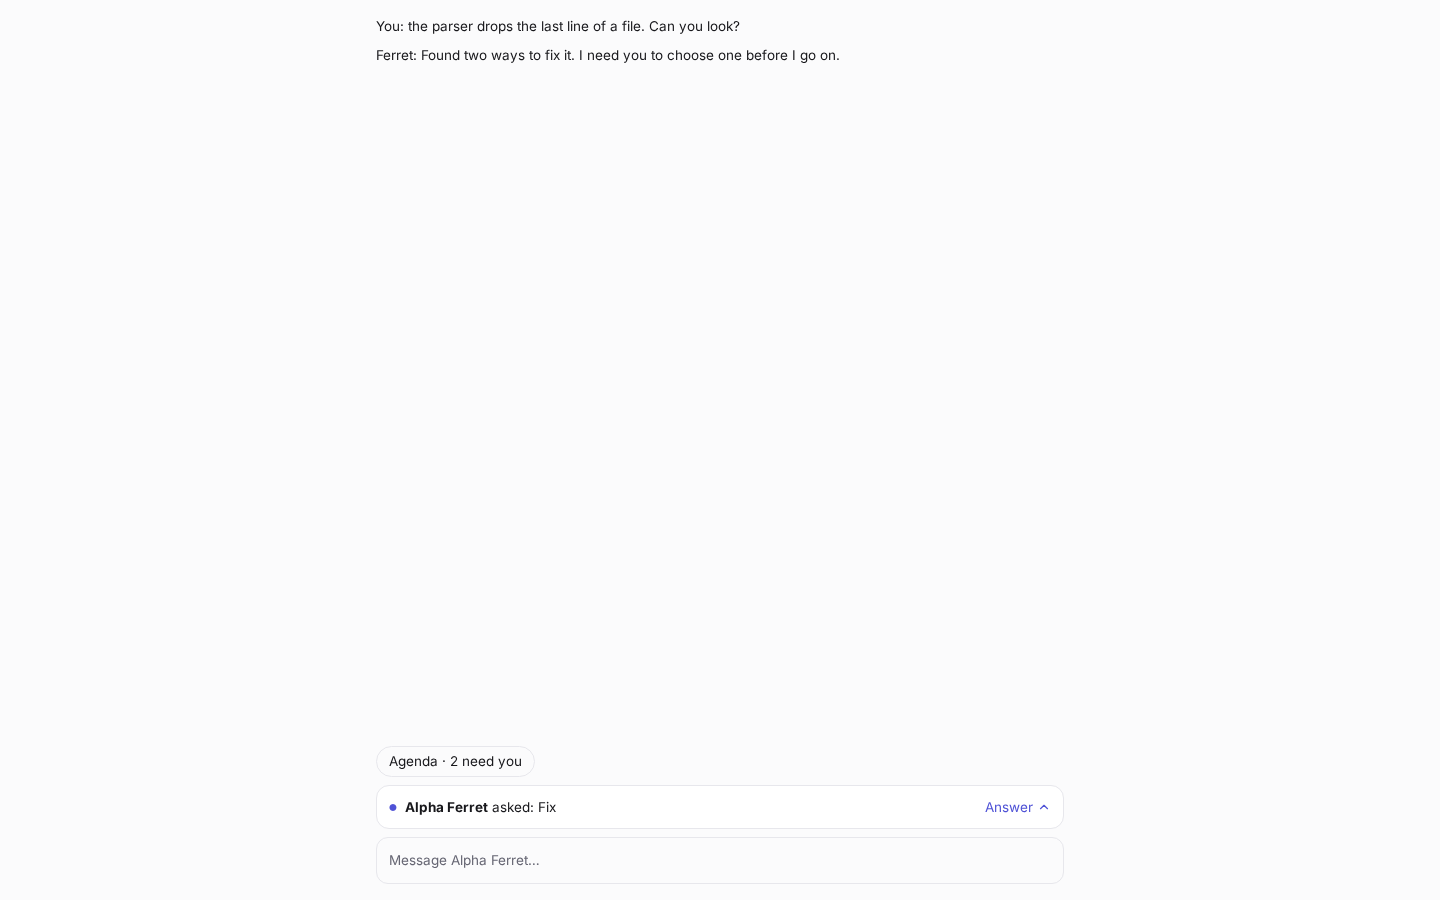 You: the parser drops the last line of a file. Can you look?
Ferret: Found two ways to fix it. I need you to choose one before I go on.
Agenda · 2 need you
Alpha Ferret asked: Fix
Answer
Message Alpha Ferret...